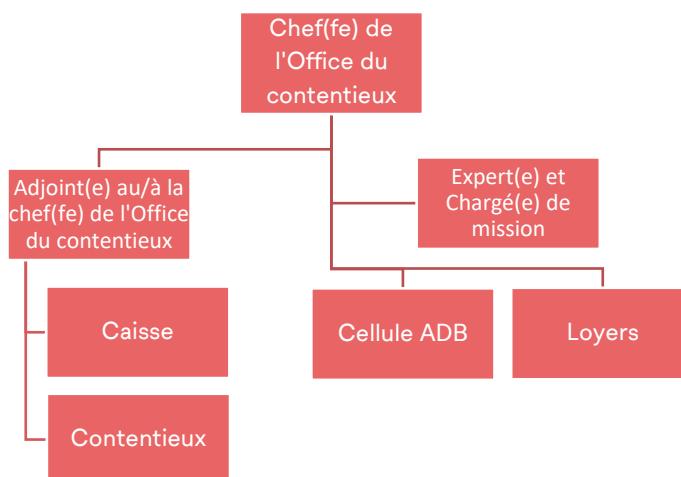 Chef(fe) de
l'Office du
contentieux
Adjoint(e) au/à la
chef(fe) de l'Office
du contentieux
Expert(e) et
Chargé(e) de
mission
Caisse
Cellule ADB
Loyers
Contentieux